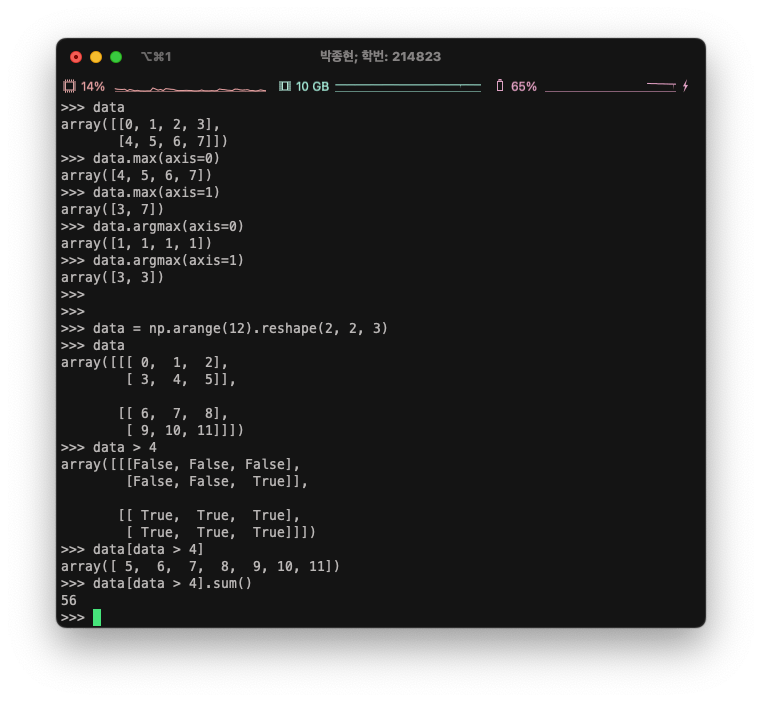 ⌥⌘1 박종현; 학번: 214823
14% 10 GB 65%
>>> data
array([[0, 1, 2, 3],
       [4, 5, 6, 7]])
>>> data.max(axis=0)
array([4, 5, 6, 7])
>>> data.max(axis=1)
array([3, 7])
>>> data.argmax(axis=0)
array([1, 1, 1, 1])
>>> data.argmax(axis=1)
array([3, 3])
>>>
>>>
>>> data = np.arange(12).reshape(2, 2, 3)
>>> data
array([[[ 0,  1,  2],
        [ 3,  4,  5]],

       [[ 6,  7,  8],
        [ 9, 10, 11]]])
>>> data > 4
array([[[False, False, False],
        [False, False,  True]],

       [[ True,  True,  True],
        [ True,  True,  True]]])
>>> data[data > 4]
array([ 5,  6,  7,  8,  9, 10, 11])
>>> data[data > 4].sum()
56
>>>